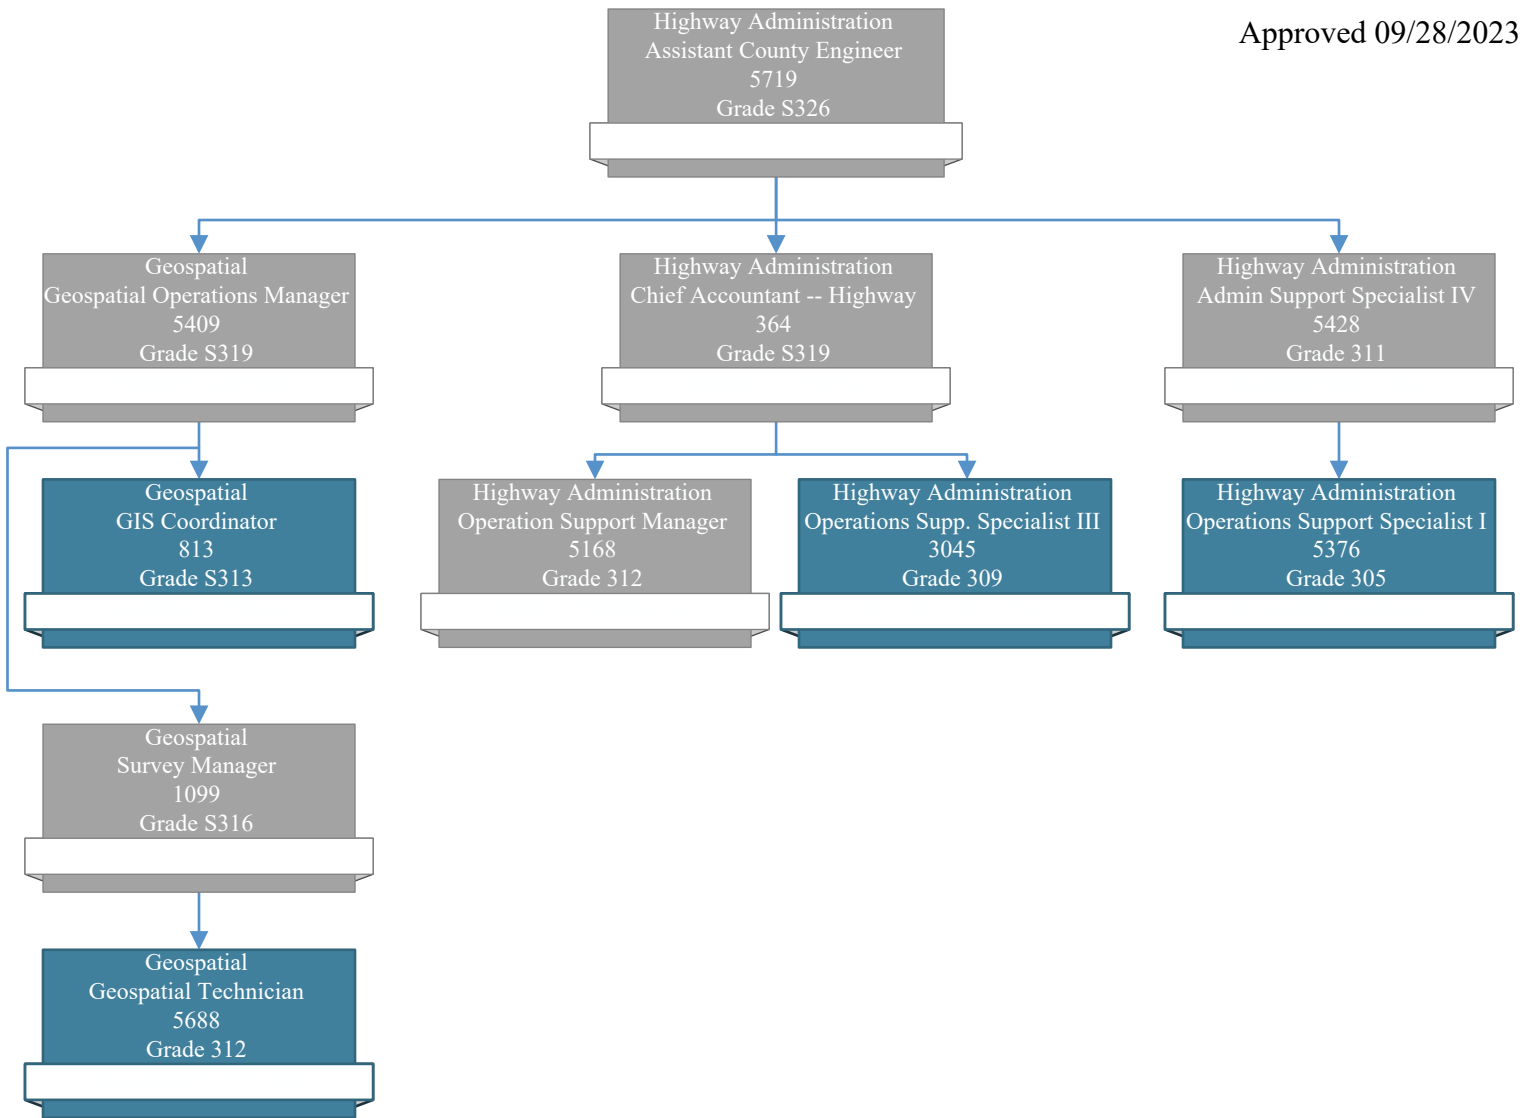 Approved 09/28/2023
Highway Administration
Assistant County Engineer
5719
Grade S326
Geospatial
Geospatial Operations Manager
5409
Grade S319
Highway Administration
Chief Accountant -- Highway
364
Grade S319
Highway Administration
Admin Support Specialist IV
5428
Grade 311
Geospatial
GIS Coordinator
813
Grade S313
Highway Administration
Operation Support Manager
5168
Grade 312
Highway Administration
Operations Supp. Specialist III
3045
Grade 309
Highway Administration
Operations Support Specialist I
5376
Grade 305
Geospatial
Survey Manager
1099
Grade S316
Geospatial
Geospatial Technician
5688
Grade 312